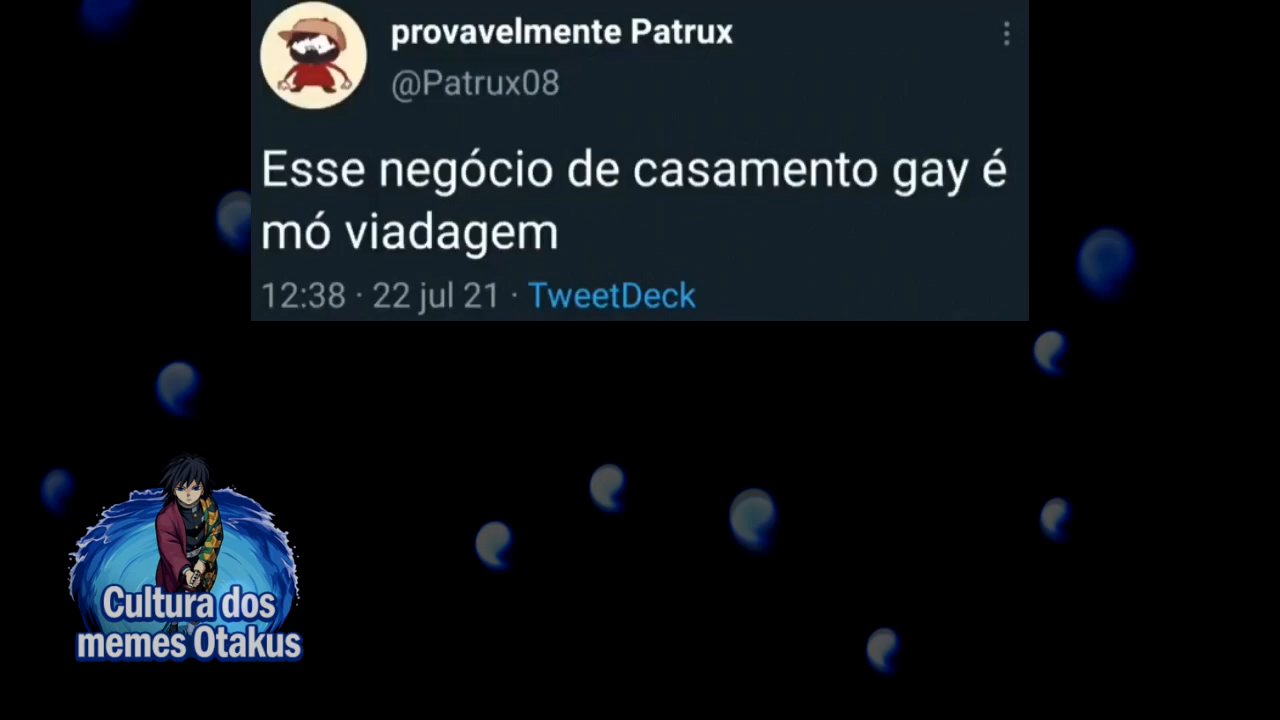 provavelmente Patrux
@Patrux08
Esse negócio de casamento gay é
mó viadagem
12:38 · 22 jul 21 · TweetDeck
Cultura dos
memes Otakus